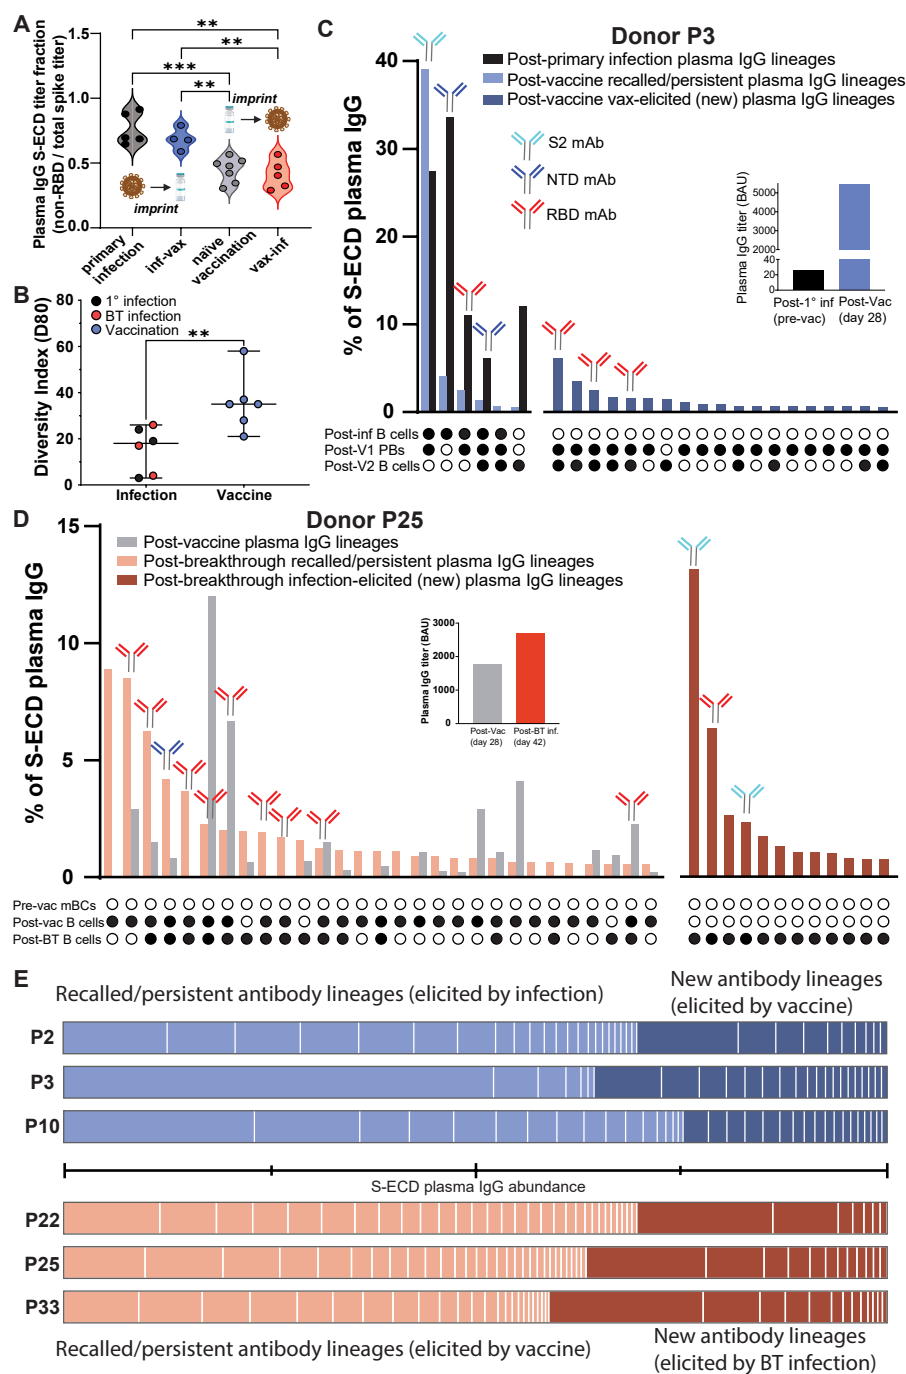 A
Plasma IgG S-ECD titer fraction
(non-RBD / total spike titer)
1.5
1.0
0.5
0.0
**
**
***
**
imprint
imprint
primary
infection
inf-vax
naïve
vaccination
vax-inf
B
Diversity Index (D80)
80
60
40
20
0
1° infection
BT infection
Vaccination
**
Infection
Vaccine
C
Donor P3
Post-primary infection plasma IgG lineages
Post-vaccine recalled/persistent plasma IgG lineages
Post-vaccine vax-elicited (new) plasma IgG lineages
% of S-ECD plasma IgG
40
30
20
10
0
S2 mAb
NTD mAb
RBD mAb
Plasma IgG titer (BAU)
5000
4000
3000
2000
40
20
0
Post-1° inf
(pre-vac)
Post-Vac
(day 28)
Post-inf B cells
Post-V1 PBs
Post-V2 B cells
D
Donor P25
Post-vaccine plasma IgG lineages
Post-breakthrough recalled/persistent plasma IgG lineages
Post-breakthrough infection-elicited (new) plasma IgG lineages
% of S-ECD plasma IgG
15
10
5
0
Plasma IgG titer (BAU)
3000
2000
1000
0
Post-Vac
(day 28)
Post-BT inf.
(day 42)
Pre-vac mBCs
Post-vac B cells
Post-BT B cells
E
Recalled/persistent antibody lineages (elicited by infection)
New antibody lineages
(elicited by vaccine)
P2
P3
P10
S-ECD plasma IgG abundance
P22
P25
P33
Recalled/persistent antibody lineages (elicited by vaccine)
New antibody lineages
(elicited by BT infection)